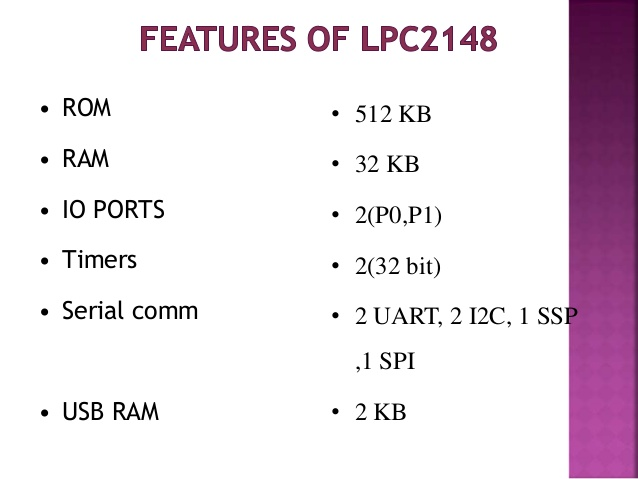 FEATURES OF LPC2148
• ROM
• 512 KB
• RAM
• 32 KB
• IO PORTS
• 2(P0,P1)
• Timers
• 2(32 bit)
• Serial comm
• 2 UART, 2 I2C, 1 SSP
,1 SPI
• USB RAM
• 2 KB